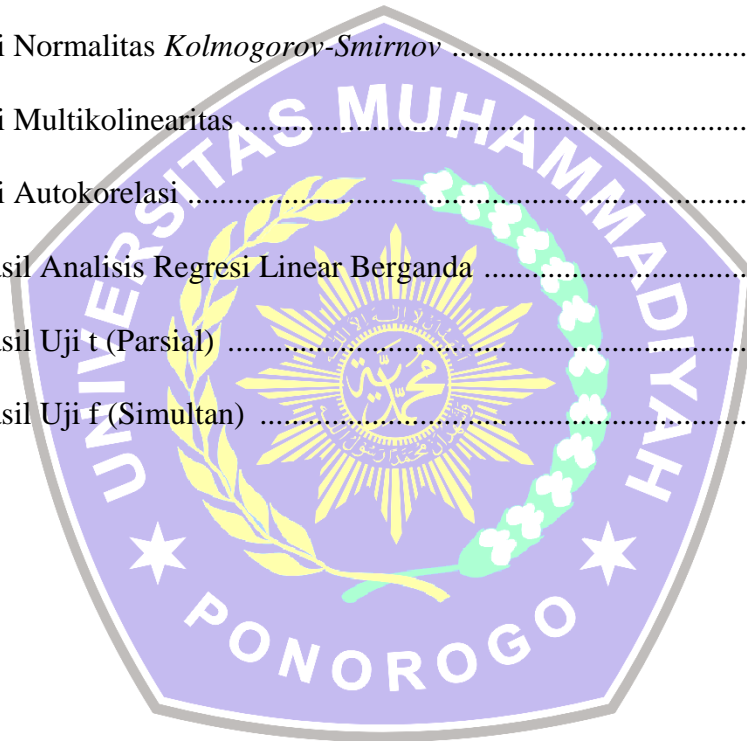 i Normalitas Kolmogorov-Smirnov ........................................
i Multikolinearitas ........................................................................
i Autokorelasi ................................................................................
sil Analisis Regresi Linear Berganda .....................................
sil Uji t (Parsial) ..........................................................................
sil Uji f (Simultan) .....................................................................
UNIVERSITAS MUHAMMADIYAH
PONOROGO
محمدية